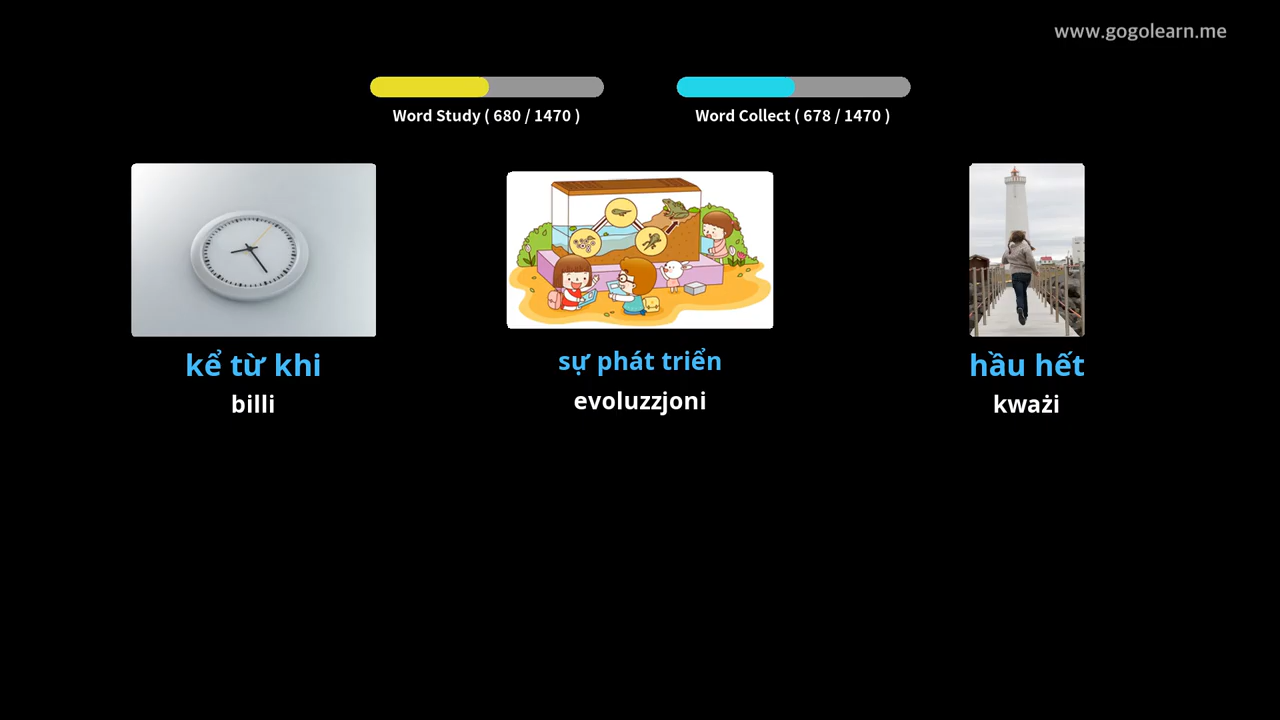 www.gogolearn.me
Word Study ( 680 / 1470 )
Word Collect ( 678 / 1470 )
kể từ khi
sự phát triển
hầu hết
billi
evoluzzjoni
kważi